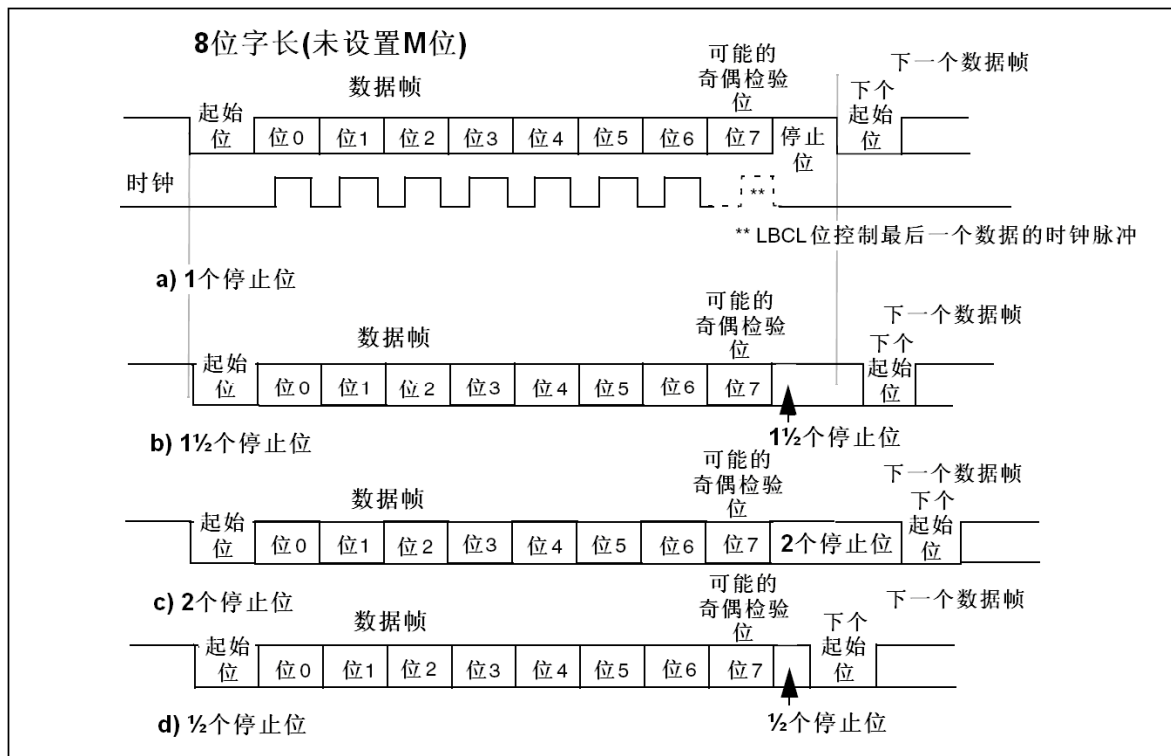 8位字长(未设置M位)
可能的
奇偶检验
位
下一个数据帧
数据帧
下个
起始
位
起始
位
位0
位1
位2
位3
位4
位5
位6
位7
停止
位
时钟
**
** LBCL位控制最后一个数据的时钟脉冲
a) 1个停止位
可能的
奇偶检验
位
下一个数据帧
数据帧
下个
起始
位
起始
位
位0
位1
位2
位3
位4
位5
位6
位7
b) 1½个停止位
1½个停止位
可能的
奇偶检验
位
下一个数据帧
数据帧
下个
起始
位
起始
位
位0
位1
位2
位3
位4
位5
位6
位7
2个停止位
c) 2个停止位
可能的
奇偶检验
位
下一个数据帧
数据帧
下个
起始
位
起始
位
位0
位1
位2
位3
位4
位5
位6
位7
d) ½个停止位
½个停止位